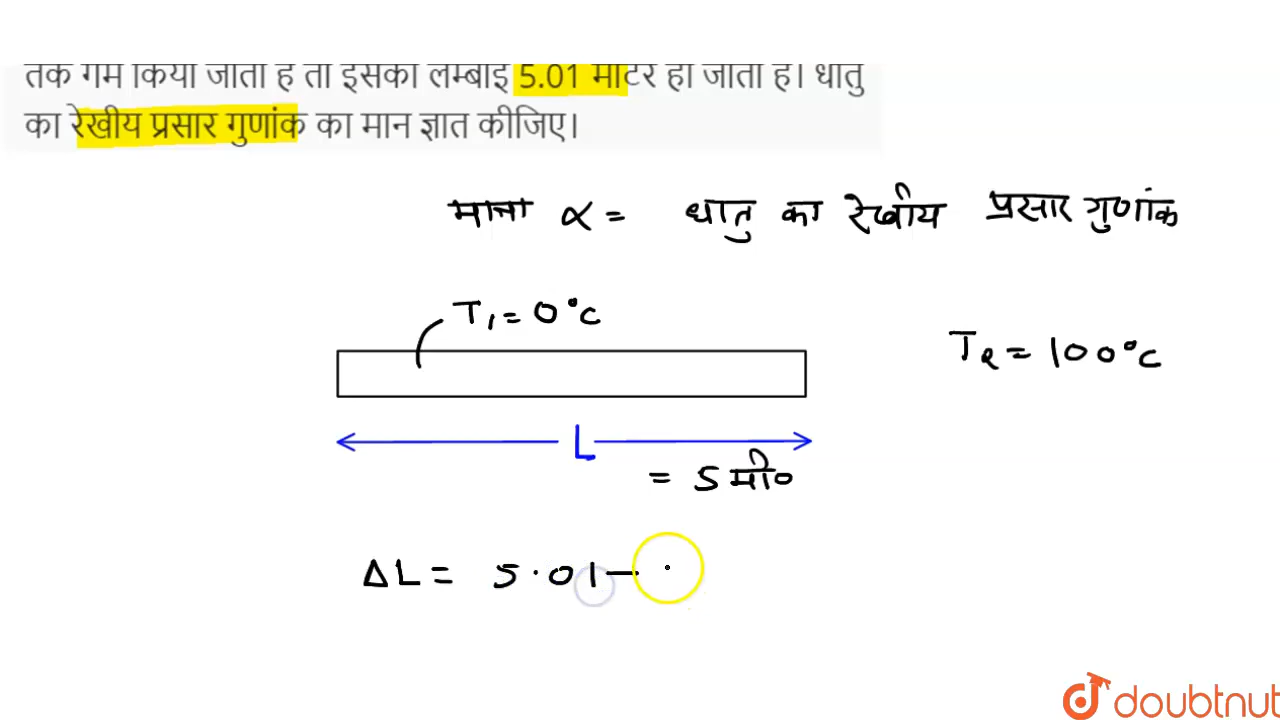 तक गर्म किया जाता है तो इसकी लम्बाई 5.01 मीटर हो जाती है। धातु
का रेखीय प्रसार गुणांक का मान ज्ञात कीजिए।
माना α = धातु का रेखीय प्रसार गुणांक
T₁ = 0°C
T₂ = 100°C
L
= 5 मी०
ΔL = 5.01 -
doubtnut